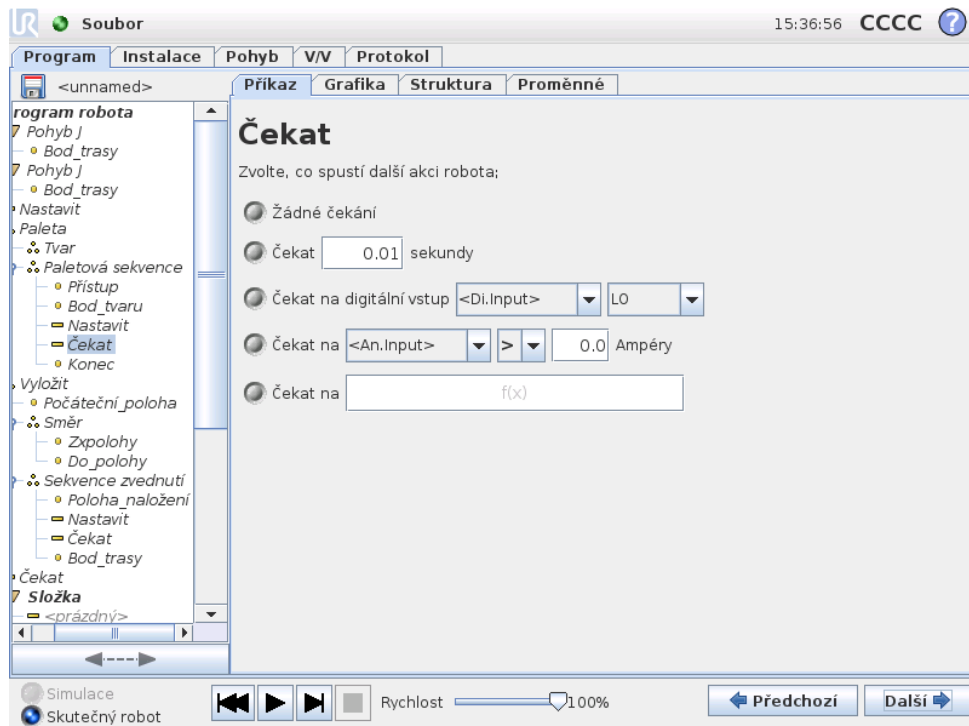 UR Soubor 15:36:56 CCCC ?
Program Instalace Pohyb V/V Protokol
<unnamed>
Příkaz Grafika Struktura Proměnné
rogram robota
Pohyb J
Bod_trasy
Pohyb J
Bod_trasy
Nastavit
Paleta
Tvar
Paletová sekvence
Přístup
Bod_tvaru
Nastavit
Čekat
Konec
Vyložit
Počáteční_poloha
Směr
Zxpolohy
Do_polohy
Sekvence zvednutí
Poloha_naložení
Nastavit
Čekat
Bod_trasy
Čekat
Složka
<prázdný>
Čekat
Zvolte, co spustí další akci robota;
Žádné čekání
Čekat 0.01 sekundy
Čekat na digitální vstup <Di.Input> LO
Čekat na <An.Input> > 0.0 Ampéry
Čekat na f(x)
Simulace
Skutečný robot
Rychlost 100%
Předchozí Další